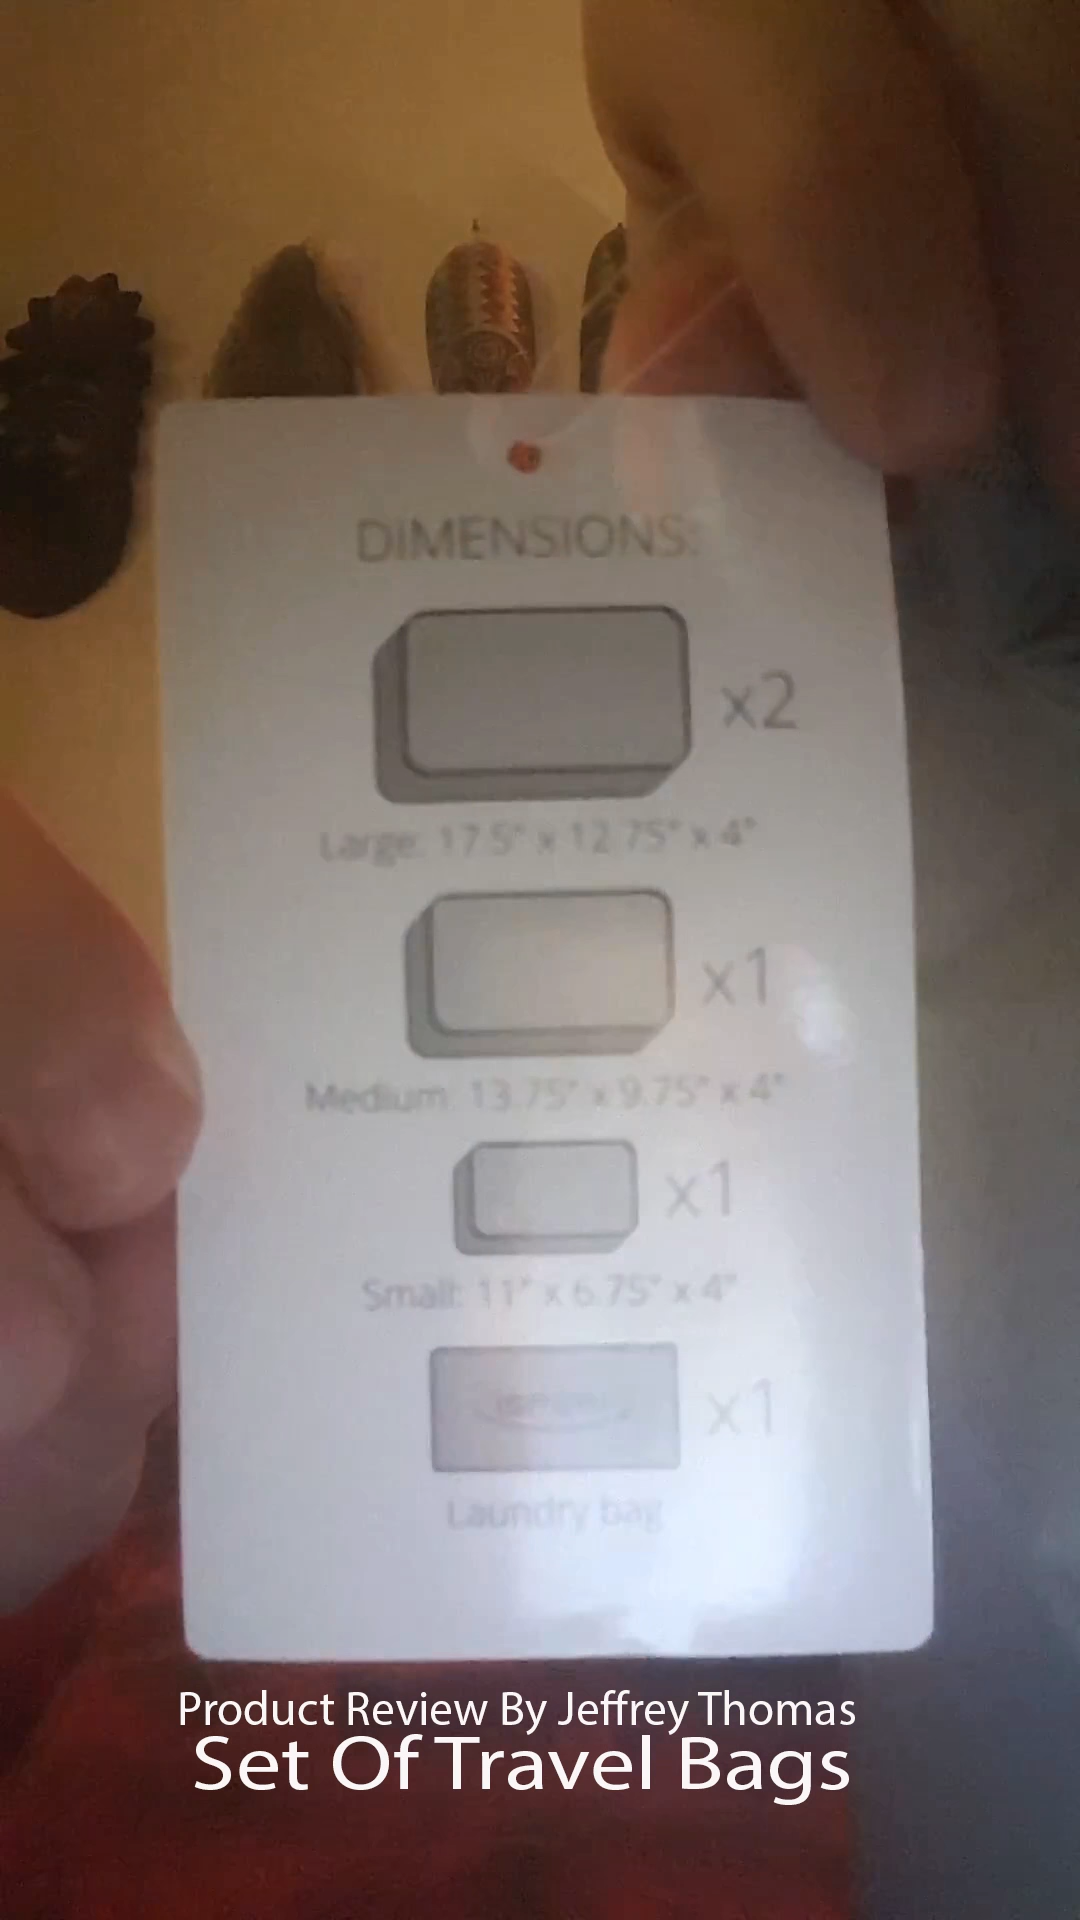 DIMENSIONS:
x2
Large: 17.5" x 12.75" x 4"
x1
Medium: 13.75" x 9.75" x 4"
x1
Small: 11" x 6.75" x 4"
x1
Laundry bag
Product Review By Jeffrey Thomas
Set Of Travel Bags